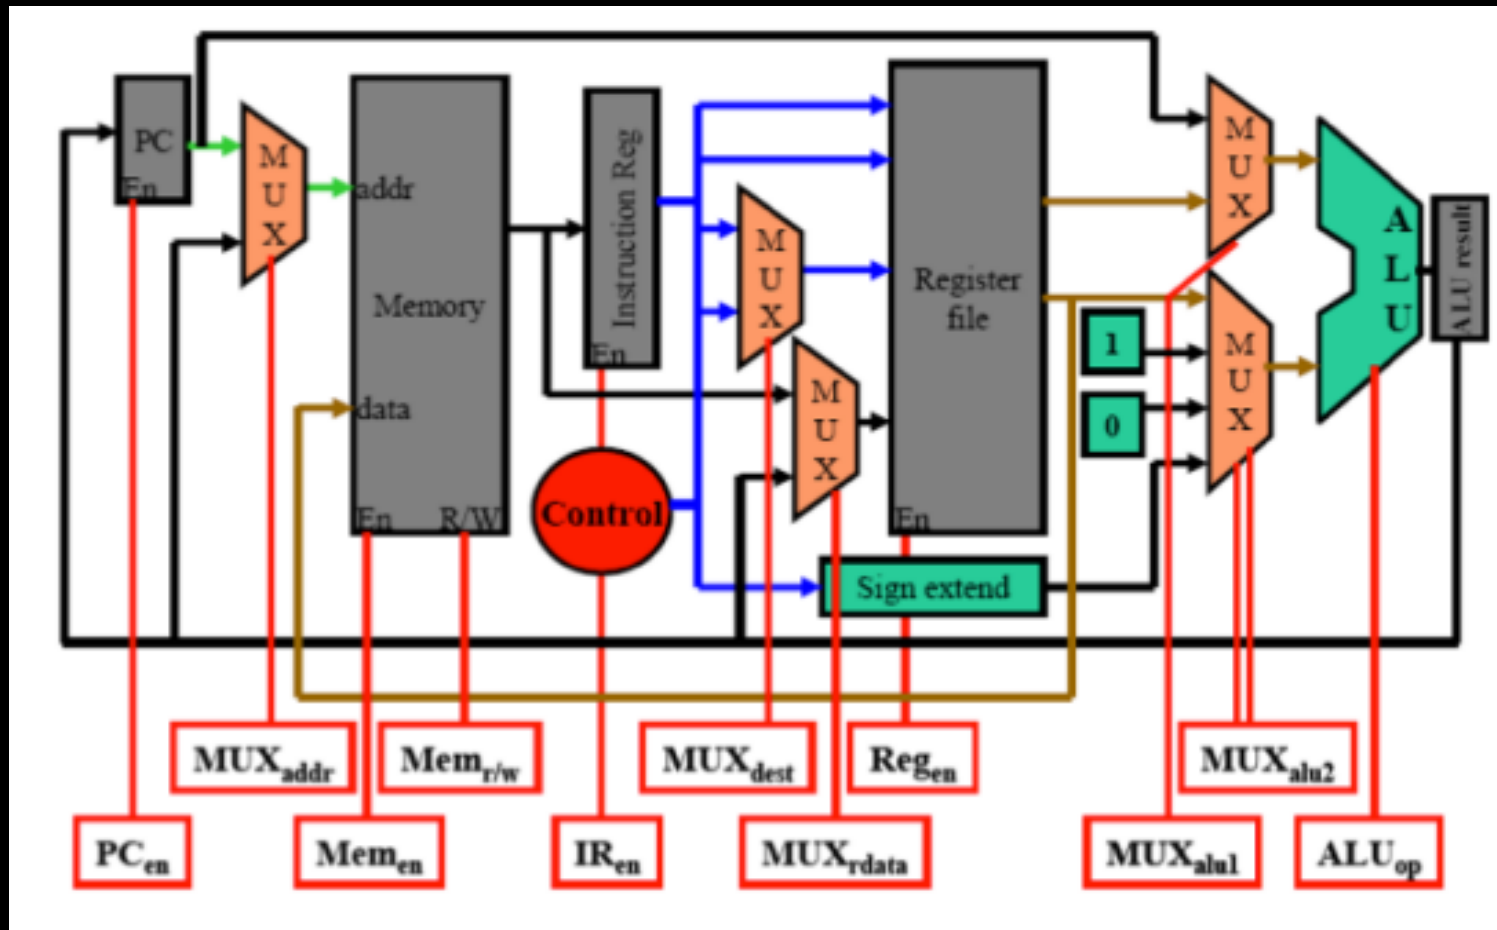 PC
En
M
U
X
addr
Memory
data
En R/W
Instruction Reg
En
Control
M
U
X
M
U
X
Register
file
En
Sign extend
1
0
M
U
X
M
U
X
A
L
U
ALU result
MUXaddr
Memr/w
MUXdest
Regen
MUXalu2
PCen
Memen
IRen
MUXrdata
MUXalu1
ALUop